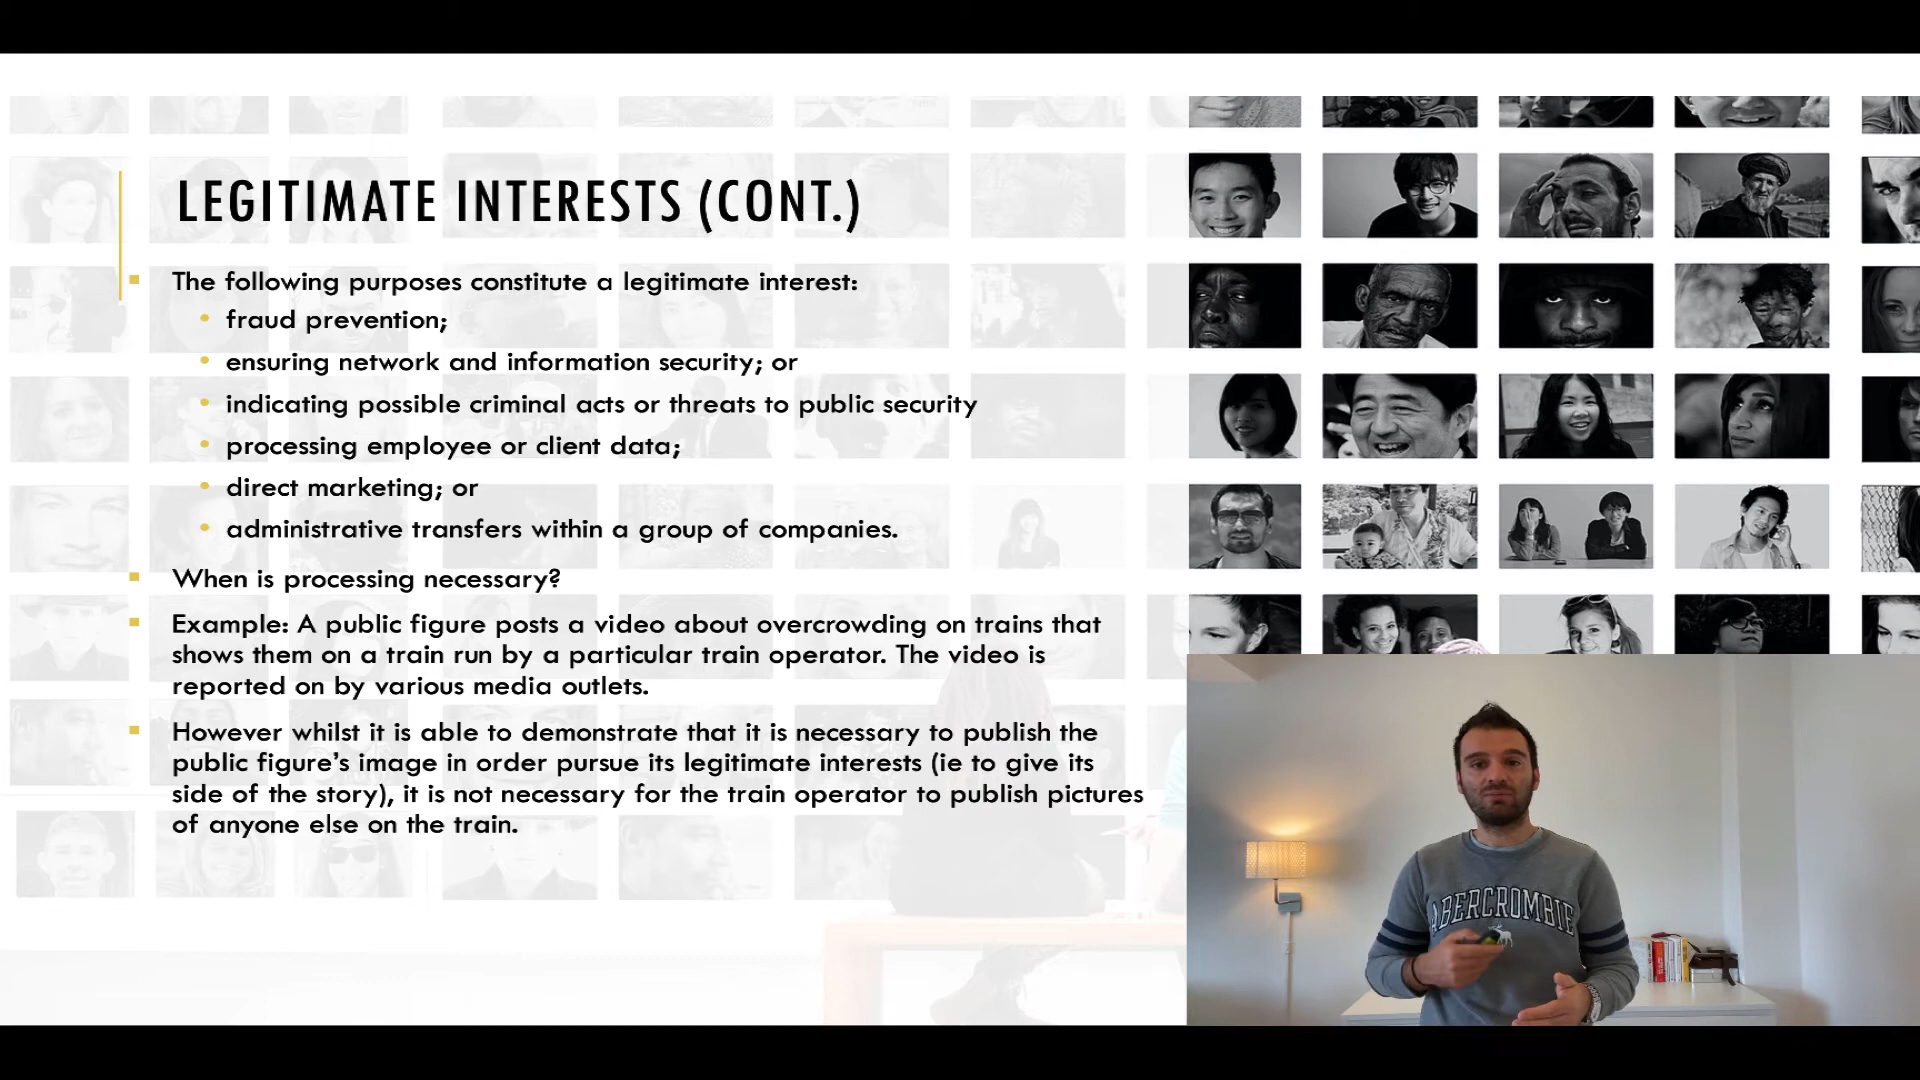 LEGITIMATE INTERESTS (CONT.)
The following purposes constitute a legitimate interest:
fraud prevention;
ensuring network and information security; or
indicating possible criminal acts or threats to public security
processing employee or client data;
direct marketing; or
administrative transfers within a group of companies.
When is processing necessary?
Example: A public figure posts a video about overcrowding on trains that
shows them on a train run by a particular train operator. The video is
reported on by various media outlets.
However whilst it is able to demonstrate that it is necessary to publish the
public figure’s image in order pursue its legitimate interests (ie to give its
side of the story), it is not necessary for the train operator to publish pictures
of anyone else on the train.
ABERCROMBIE